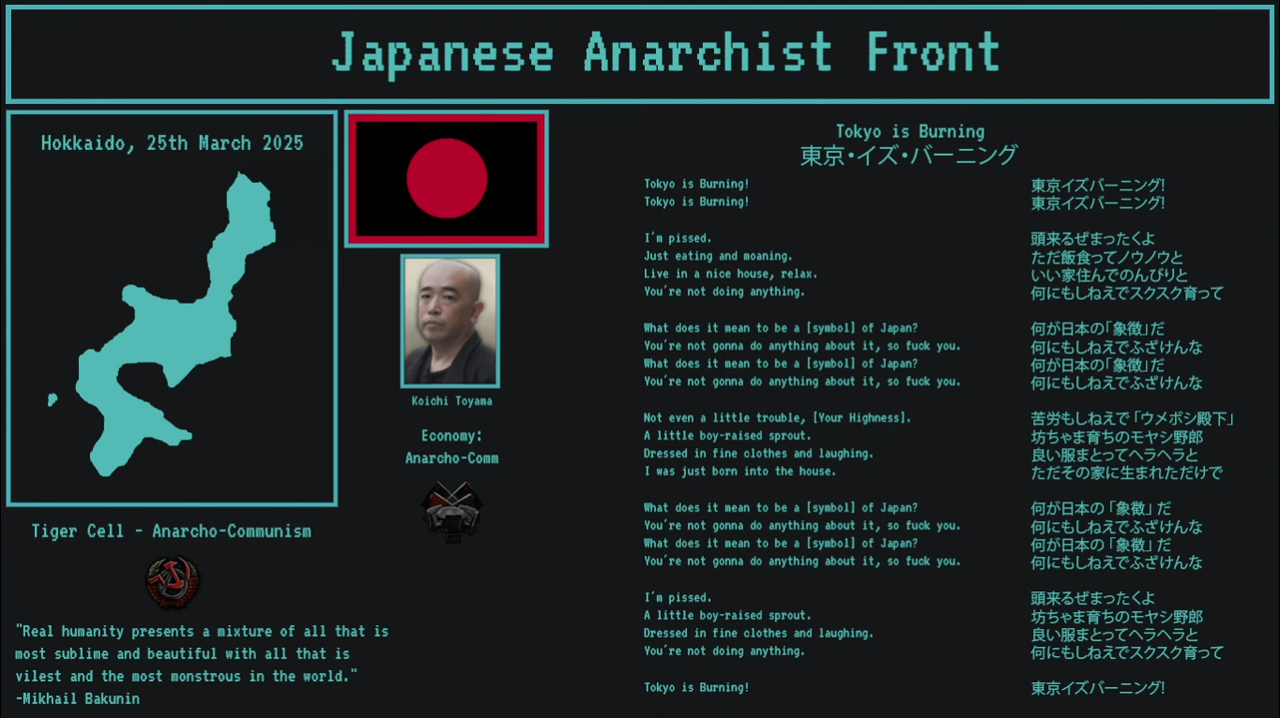 Japanese Anarchist Front
Hokkaido, 25th March 2025
Koichi Toyama
Economy:
Anarcho-Comm
Tiger Cell - Anarcho-Communism
"Real humanity presents a mixture of all that is
most sublime and beautiful with all that is
vilest and the most monstrous in the world."
-Mikhail Bakunin
Tokyo is Burning
東京・イズ・バーニング
Tokyo is Burning!
Tokyo is Burning!
I'm pissed.
Just eating and moaning.
Live in a nice house, relax.
You're not doing anything.
What does it mean to be a [symbol] of Japan?
You're not gonna do anything about it, so fuck you.
What does it mean to be a [symbol] of Japan?
You're not gonna do anything about it, so fuck you.
Not even a little trouble, [Your Highness].
A little boy-raised sprout.
Dressed in fine clothes and laughing.
I was just born into the house.
What does it mean to be a [symbol] of Japan?
You're not gonna do anything about it, so fuck you.
What does it mean to be a [symbol] of Japan?
You're not gonna do anything about it, so fuck you.
I'm pissed.
A little boy-raised sprout.
Dressed in fine clothes and laughing.
You're not doing anything.
Tokyo is Burning!
東京イズバーニング!
東京イズバーニング!
頭来るぜまったくよ
ただ飯食ってノウノウと
いい家住んでのんびりと
何にもしねえでスクスク育って
何が日本の「象徴」だ
何にもしねえでふざけんな
何が日本の「象徴」だ
何にもしねえでふざけんな
苦労もしねえで「ウメボシ殿下」
坊ちゃま育ちのモヤシ野郎
良い服まとってヘラヘラと
ただその家に生まれただけで
何が日本の「象徴」だ
何にもしねえでふざけんな
何が日本の「象徴」だ
何にもしねえでふざけんな
頭来るぜまったくよ
坊ちゃま育ちのモヤシ野郎
良い服まとってヘラヘラと
何にもしねえでスクスク育って
東京イズバーニング!